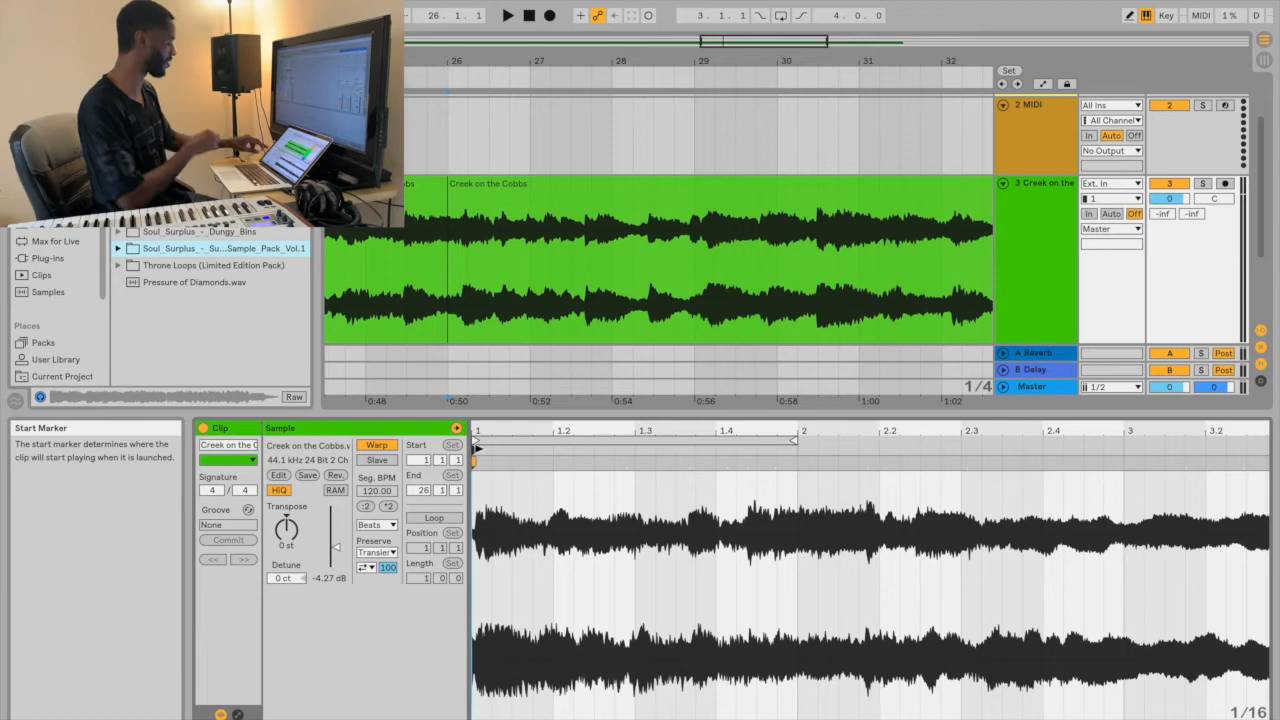 26. 1. 1
3. 1. 1
4. 0. 0
Key
MIDI
1 %
D
26
27
28
29
30
31
32
Set
2 MIDI
All Ins
2
S
All Channel
In
Auto
Off
No Output
bs
Creek on the Cobbs
3 Creek on the
Ext. In
3
S
1
0
C
In
Auto
Off
-inf
-inf
Master
Soul_Surplus_-_Dungy_Bins
Max for Live
Soul_Surplus_-_Su...Sample_Pack_Vol.1
Plug-ins
Throne Loops (Limited Edition Pack)
Clips
Pressure of Diamonds.wav
Samples
Places
Packs
User Library
Current Project
A Reverb
A
S
Post
B Delay
B
S
Post
1/4
Master
1/2
0
0
Raw
0:48
0:50
0:52
0:54
0:56
0:58
1:00
1:02
Start Marker
The start marker determines where the
clip will start playing when it is launched.
Clip
Creek on the C
Signature
4 / 4
Groove
None
Commit
<<
>>
Sample
Creek on the Cobbs.w
44.1 kHz 24 Bit 2 Ch
Edit
Save
Rev.
HiQ
RAM
Transpose
0 st
Detune
0 ct
-4.27 dB
Warp
Slave
Seg. BPM
120.00
:2
*2
Beats
Preserve
Transien
100
Start
Set
1 1 1
End
Set
26 1 1
Loop
Position
Set
1 1 1
Length
Set
1 0 0
1
1.2
1.3
1.4
2
2.2
2.3
2.4
3
3.2
1/16